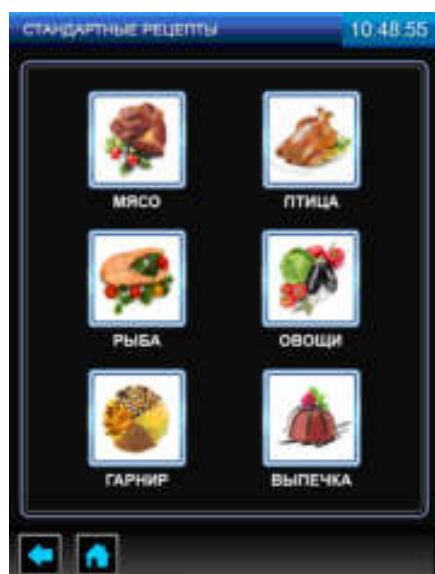 СТАНДАРТНЫЕ РЕЦЕПТЫ 10:48:55
МЯСО ПТИЦА
РЫБА ОВОЩИ
ГАРНИР ВЫПЕЧКА